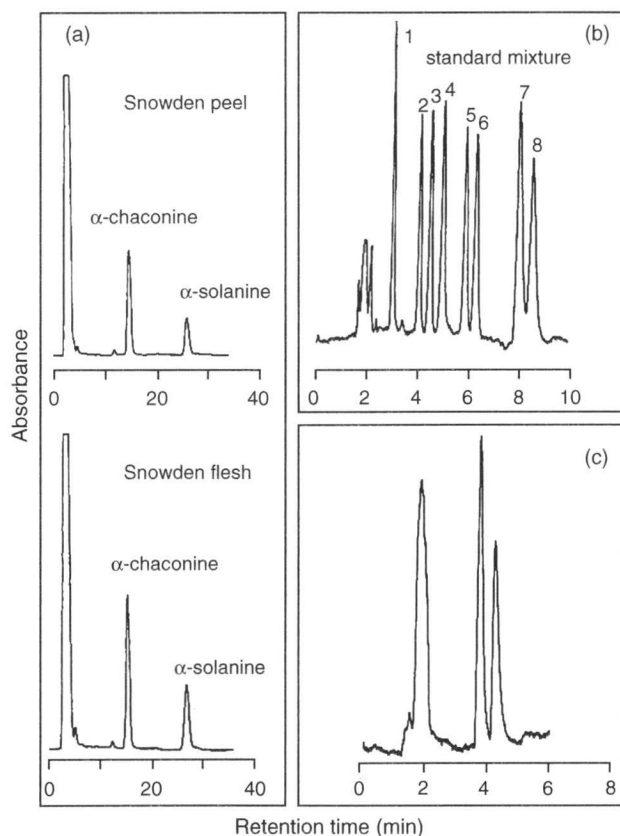 (a)
Snowden peel
α-chaconine
α-solanine
0 20 40
Snowden flesh
α-chaconine
α-solanine
0 20 40
(b)
standard mixture
1
2 3 4
5 6
7
8
0 2 4 6 8 10
(c)
0 2 4 6 8
Absorbance
Retention time (min)